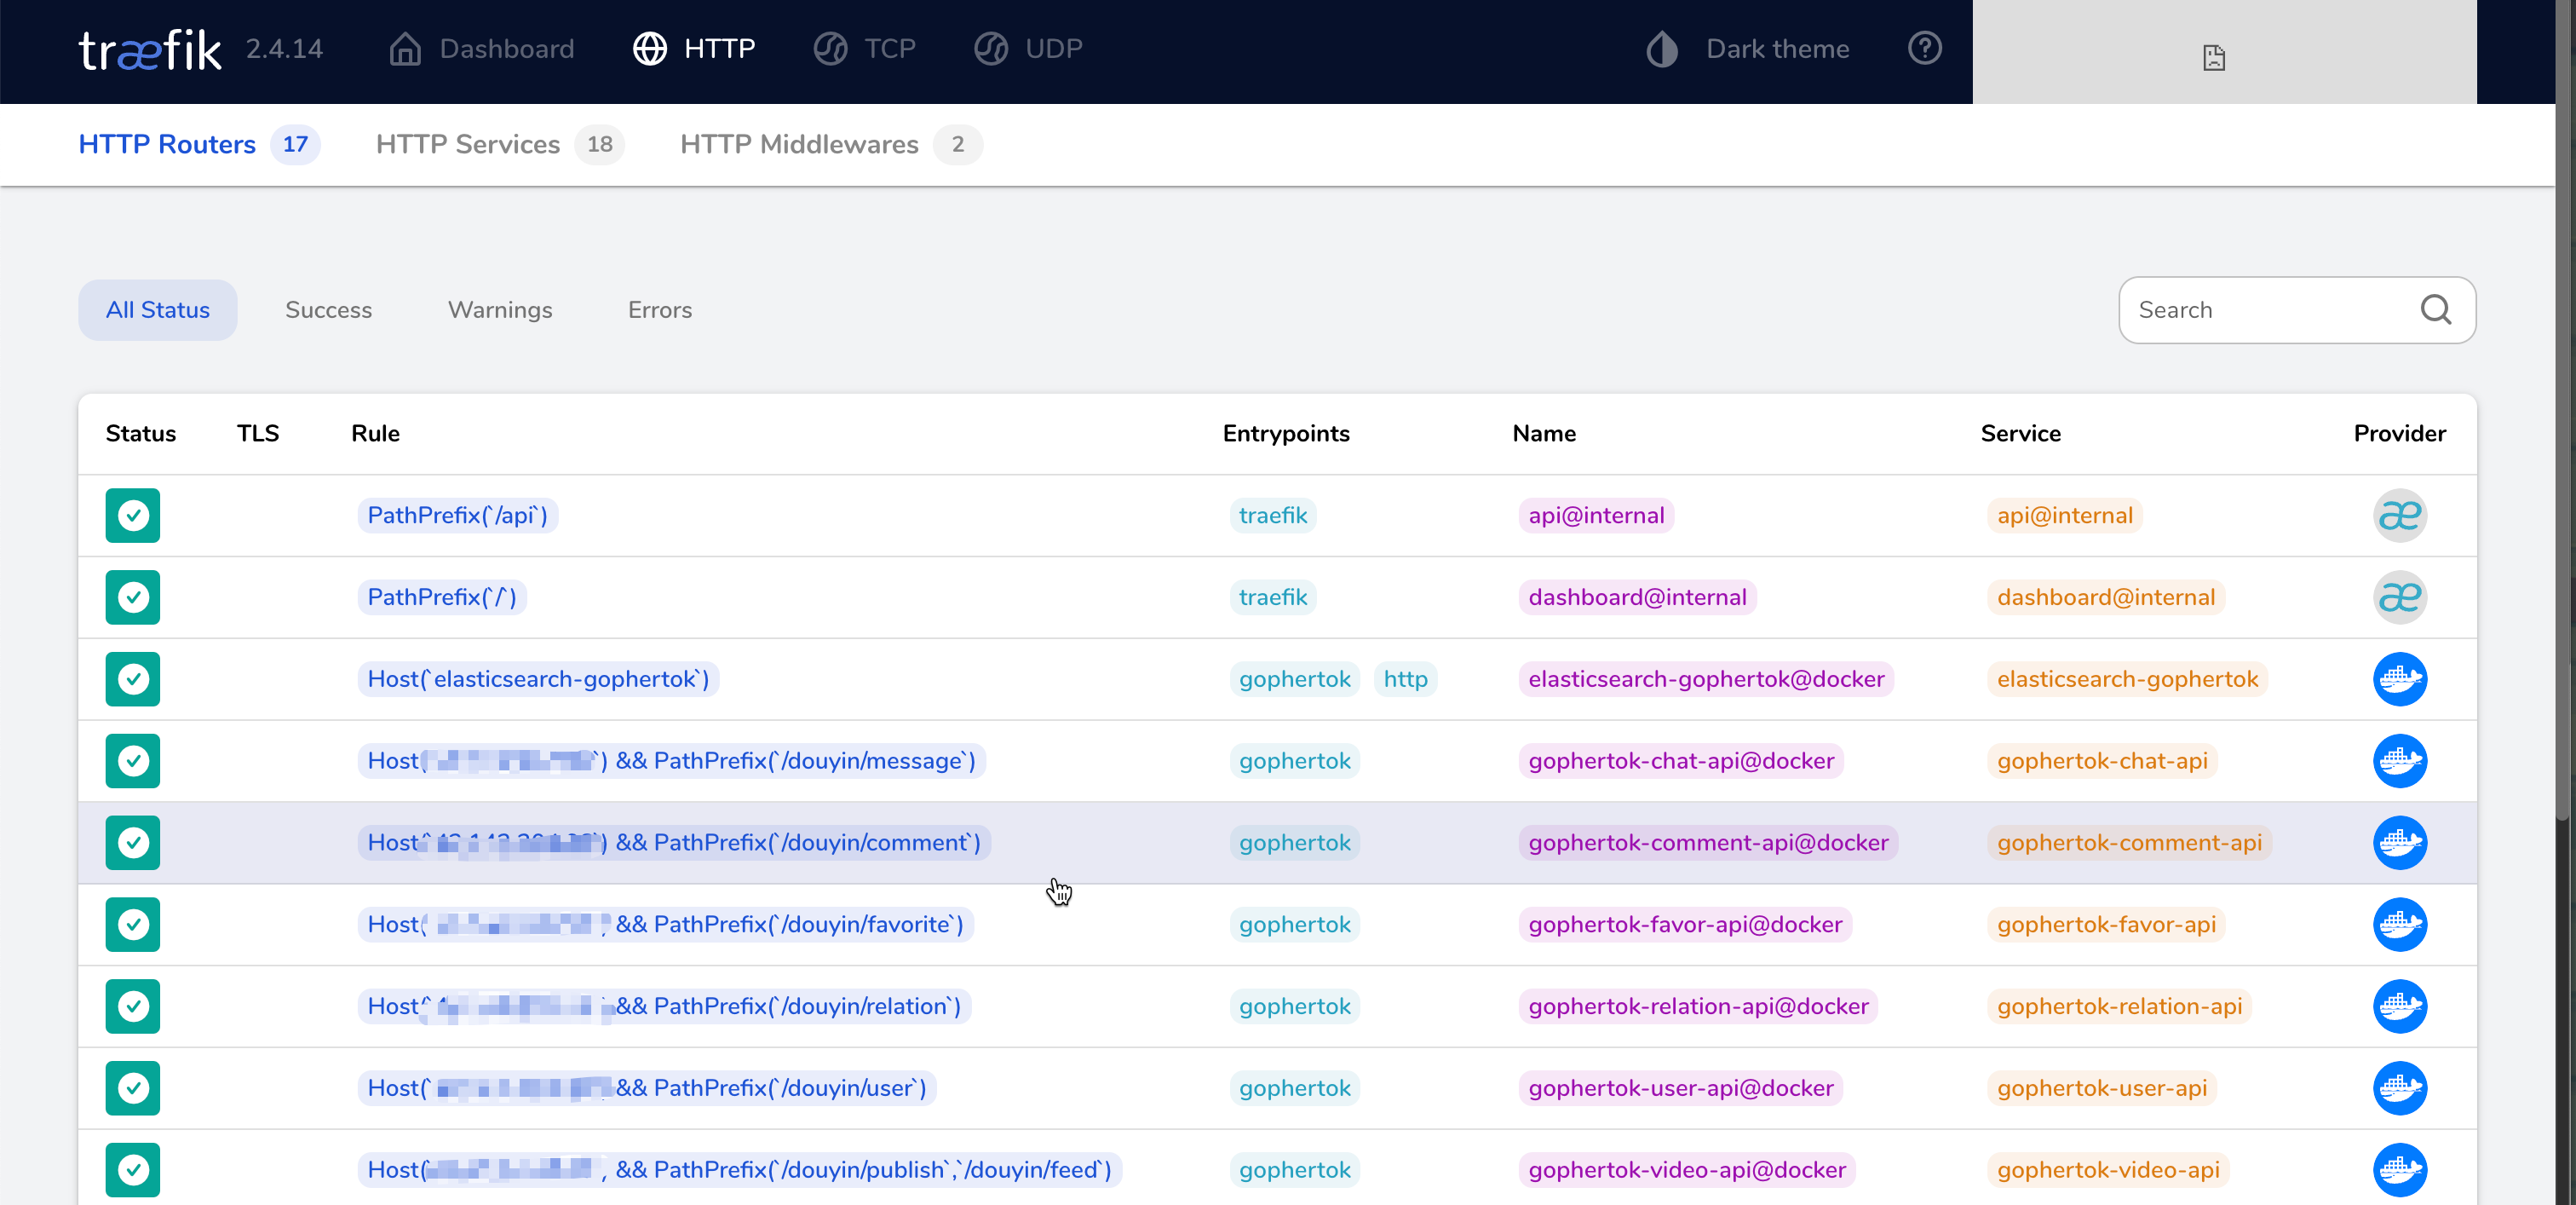 træfik 2.4.14 Dashboard HTTP TCP UDP Dark theme
HTTP Routers 17 HTTP Services 18 HTTP Middlewares 2
All Status Success Warnings Errors Search
Status TLS Rule Entrypoints Name Service Provider
PathPrefix(`/api`) traefik api@internal api@internal
PathPrefix(`/`) traefik dashboard@internal dashboard@internal
Host(`elasticsearch-gophertok`) gophertok http elasticsearch-gophertok@docker elasticsearch-gophertok
Host( `) && PathPrefix(`/douyin/message`) gophertok gophertok-chat-api@docker gophertok-chat-api
Host(` `) && PathPrefix(`/douyin/comment`) gophertok gophertok-comment-api@docker gophertok-comment-api
Host( && PathPrefix(`/douyin/favorite`) gophertok gophertok-favor-api@docker gophertok-favor-api
Host(` && PathPrefix(`/douyin/relation`) gophertok gophertok-relation-api@docker gophertok-relation-api
Host(` && PathPrefix(`/douyin/user`) gophertok gophertok-user-api@docker gophertok-user-api
Host( && PathPrefix(`/douyin/publish`,`/douyin/feed`) gophertok gophertok-video-api@docker gophertok-video-api